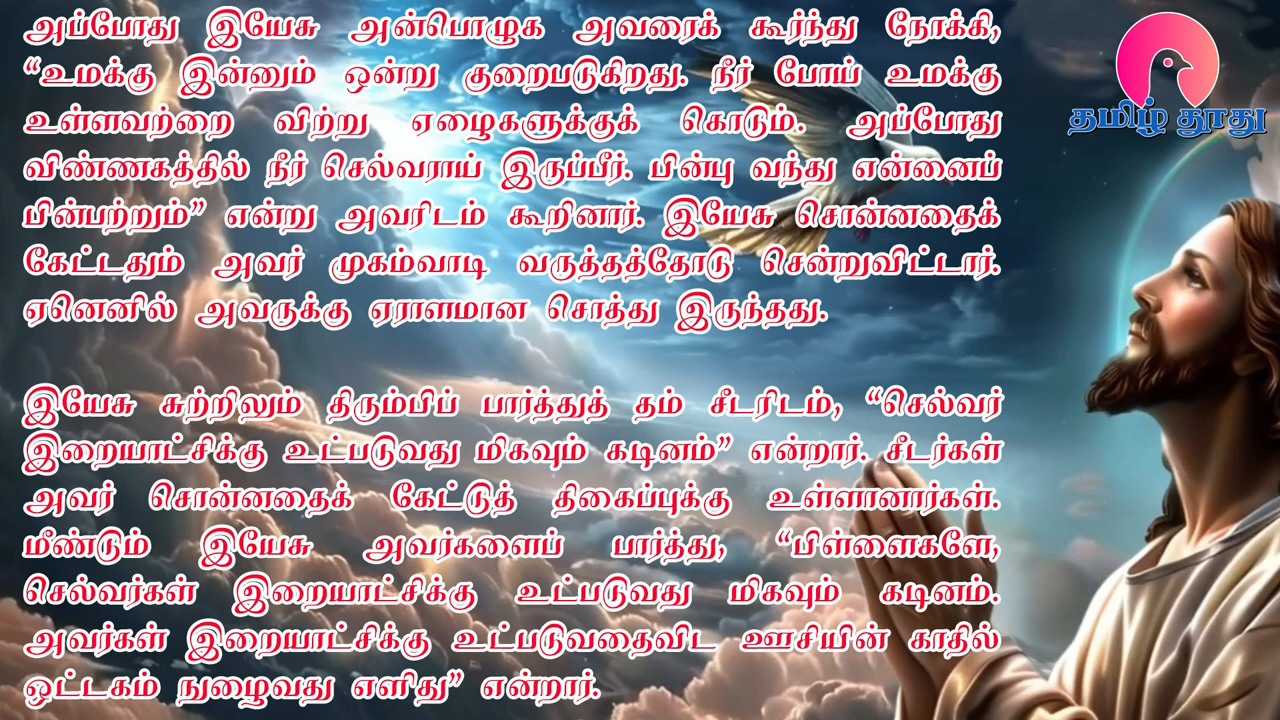 அப்போது இயேசு அன்பொழுக அவரைக் கூர்ந்து நோக்கி,
“உமக்கு இன்னும் ஒன்று குறைபடுகிறது. நீர் போய் உமக்கு
உள்ளவற்றை விற்று ஏழைகளுக்குக் கொடும். அப்போது
விண்ணகத்தில் நீர் செல்வராய் இருப்பீர். பின்பு வந்து என்னைப்
பின்பற்றும்” என்று அவரிடம் கூறினார். இயேசு சொன்னதைக்
கேட்டதும் அவர் முகம்வாடி வருத்தத்தோடு சென்றுவிட்டார்.
ஏனெனில் அவருக்கு ஏராளமான சொத்து இருந்தது.
இயேசு சுற்றிலும் திரும்பிப் பார்த்துத் தம் சீடரிடம், “செல்வர்
இறையாட்சிக்கு உட்படுவது மிகவும் கடினம்” என்றார். சீடர்கள்
அவர் சொன்னதைக் கேட்டுத் திகைப்புக்கு உள்ளானார்கள்.
மீண்டும் இயேசு அவர்களைப் பார்த்து, “பிள்ளைகளே,
செல்வர்கள் இறையாட்சிக்கு உட்படுவது மிகவும் கடினம்.
அவர்கள் இறையாட்சிக்கு உட்படுவதைவிட ஊசியின் காதில்
ஒட்டகம் நுழைவது எளிது” என்றார்.
தமிழ் தூது